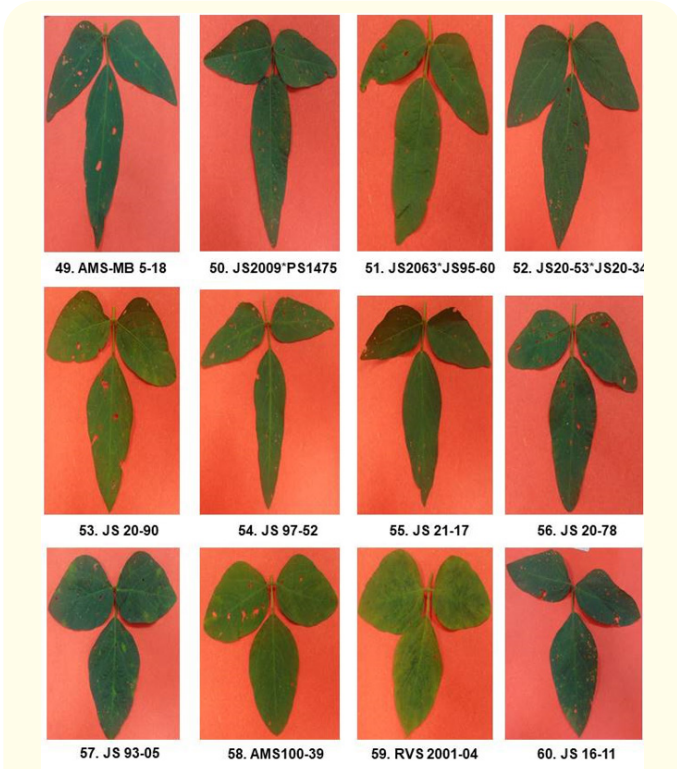 49. AMS-MB 5-18
50. JS2009*PS1475
51. JS2063*JS95-60
52. JS20-53*JS20-34
53. JS 20-90
54. JS 97-52
55. JS 21-17
56. JS 20-78
57. JS 93-05
58. AMS100-39
59. RVS 2001-04
60. JS 16-11